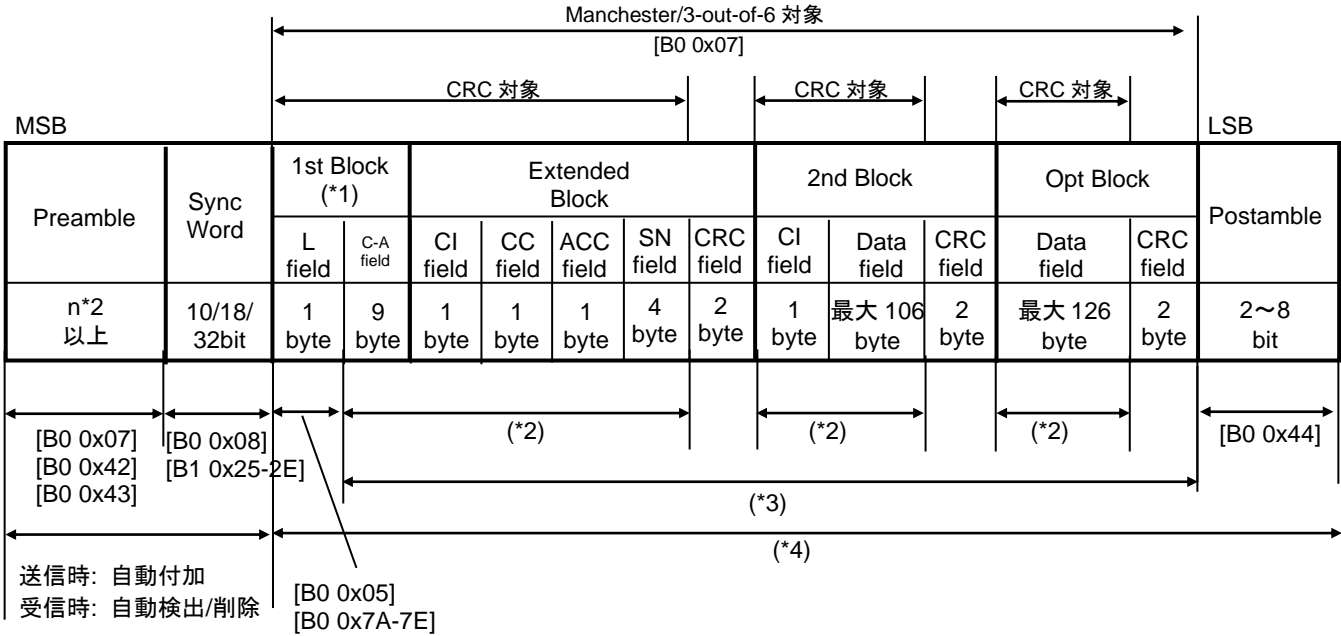 Manchester/3-out-of-6 対象
[B0 0x07]
CRC 対象
CRC 対象
CRC 対象
MSB
LSB
Preamble
Sync
Word
1st Block
(*1)
Extended
Block
2nd Block
Opt Block
Postamble
L
field
C-A
field
CI
field
CC
field
ACC
field
SN
field
CRC
field
CI
field
Data
field
CRC
field
Data
field
CRC
field
n*2
以上
10/18/
32bit
1
byte
9
byte
1
byte
1
byte
1
byte
4
byte
2
byte
1
byte
最大 106
byte
2
byte
最大 126
byte
2
byte
2～8
bit
[B0 0x07]
[B0 0x42]
[B0 0x43]
[B0 0x08]
[B1 0x25-2E]
(*2)
(*2)
(*2)
[B0 0x44]
(*3)
(*4)
送信時: 自動付加
受信時: 自動検出/削除
[B0 0x05]
[B0 0x7A-7E]